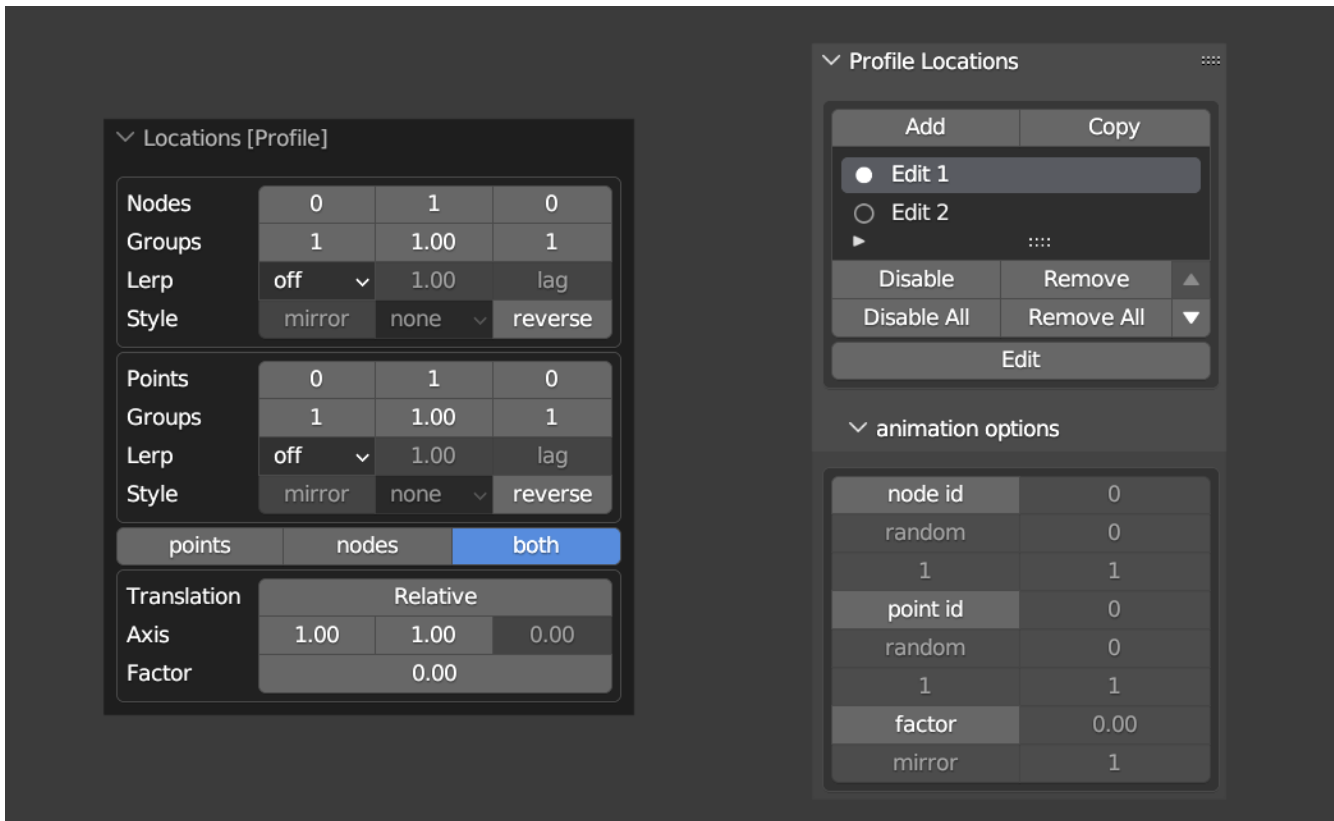 Locations [Profile]
Nodes 0 1 0
Groups 1 1.00 1
Lerp off 1.00 lag
Style mirror none reverse
Points 0 1 0
Groups 1 1.00 1
Lerp off 1.00 lag
Style mirror none reverse
points nodes both
Translation Relative
Axis 1.00 1.00 0.00
Factor 0.00
Profile Locations
Add Copy
Edit 1
Edit 2
Disable Remove
Disable All Remove All
Edit
animation options
node id 0
random 0
1 1
point id 0
random 0
1 1
factor 0.00
mirror 1